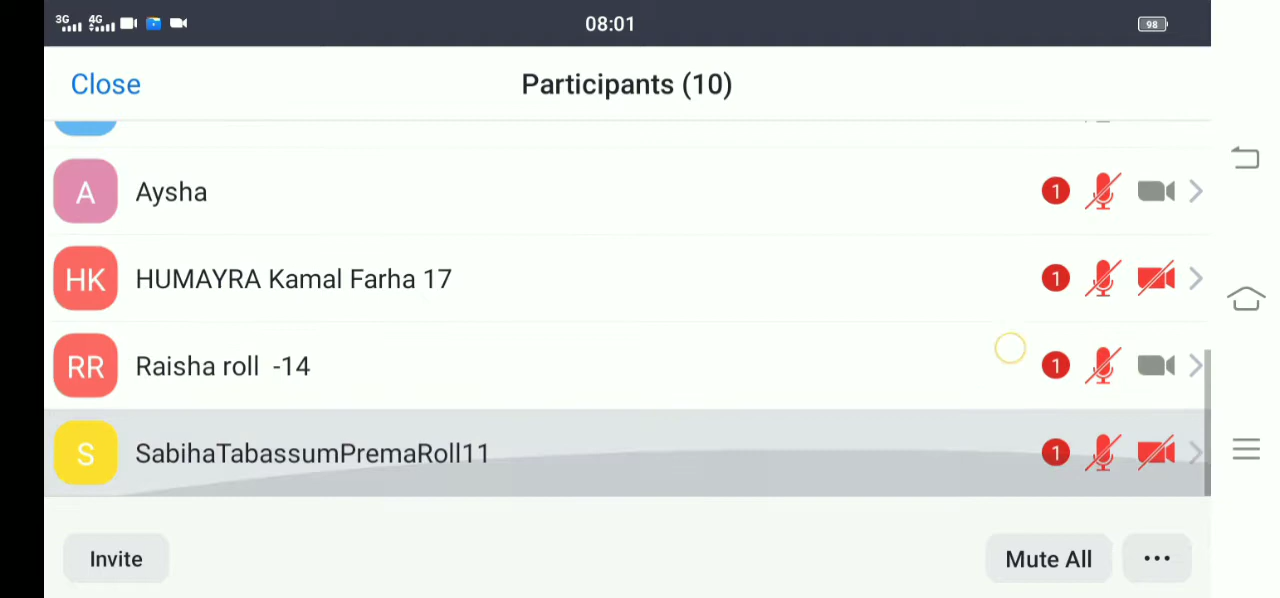 3G 4G 08:01 98
Close Participants (10)
A Aysha 1
HK HUMAYRA Kamal Farha 17 1
RR Raisha roll -14 1
S SabihaTabassumPremaRoll11 1
Invite Mute All ...